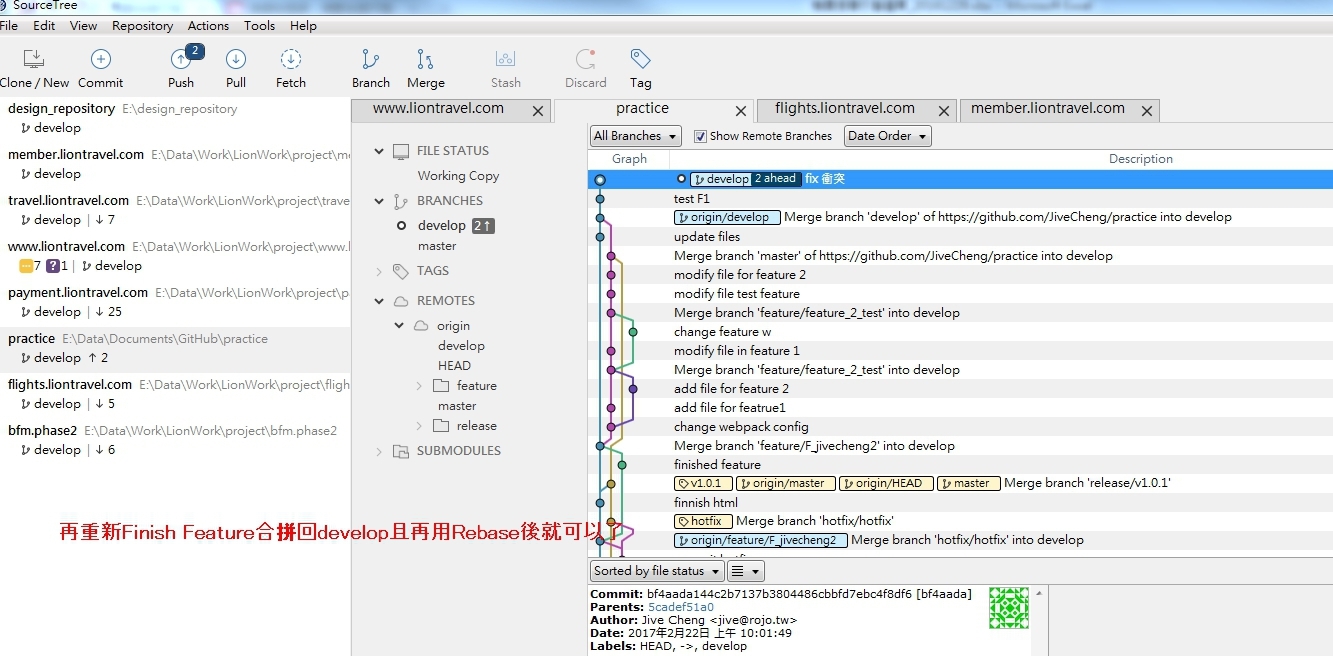 SourceTree
File Edit View Repository Actions Tools Help
2
Clone / New Commit Push Pull Fetch Branch Merge Stash Discard Tag
design_repository E:\design_repository
develop
member.liontravel.com E:\Data\Work\LionWork\project\me
develop
travel.liontravel.com E:\Data\Work\LionWork\project\trave
develop | ↓ 7
www.liontravel.com E:\Data\Work\LionWork\project\www.l
7 ? 1 | develop
payment.liontravel.com E:\Data\Work\LionWork\project\p
develop | ↓ 25
practice E:\Data\Documents\GitHub\practice
develop ↑ 2
flights.liontravel.com E:\Data\Work\LionWork\project\fligh
develop | ↓ 5
bfm.phase2 E:\Data\Work\LionWork\project\bfm.phase2
develop | ↓ 6
www.liontravel.com practice flights.liontravel.com member.liontravel.com
FILE STATUS
Working Copy
BRANCHES
develop 2↑
master
TAGS
REMOTES
origin
develop
HEAD
feature
master
release
SUBMODULES
All Branches Show Remote Branches Date Order
Graph Description
develop 2 ahead fix 衝突
test F1
origin/develop Merge branch 'develop' of https://github.com/JiveCheng/practice into develop
update files
Merge branch 'master' of https://github.com/JiveCheng/practice into develop
modify file for feature 2
modify file test feature
Merge branch 'feature/feature_2_test' into develop
change feature w
modify file in feature 1
Merge branch 'feature/feature_2_test' into develop
add file for feature 2
add file for featrue1
change webpack config
Merge branch 'feature/F_jivecheng2' into develop
finished feature
v1.0.1 origin/master origin/HEAD master Merge branch 'release/v1.0.1'
finnish html
hotfix Merge branch 'hotfix/hotfix'
origin/feature/F_jivecheng2 Merge branch 'hotfix/hotfix' into develop
再重新Finish Feature合拼回develop且再用Rebase後就可以了
Sorted by file status
Commit: bf4aada144c2b7137b3804486cbbfd7ebc4f8df6 [bf4aada]
Parents: 5cadef51a0
Author: Jive Cheng <jive@rojo.tw>
Date: 2017年2月22日 上午 10:01:49
Labels: HEAD, ->, develop